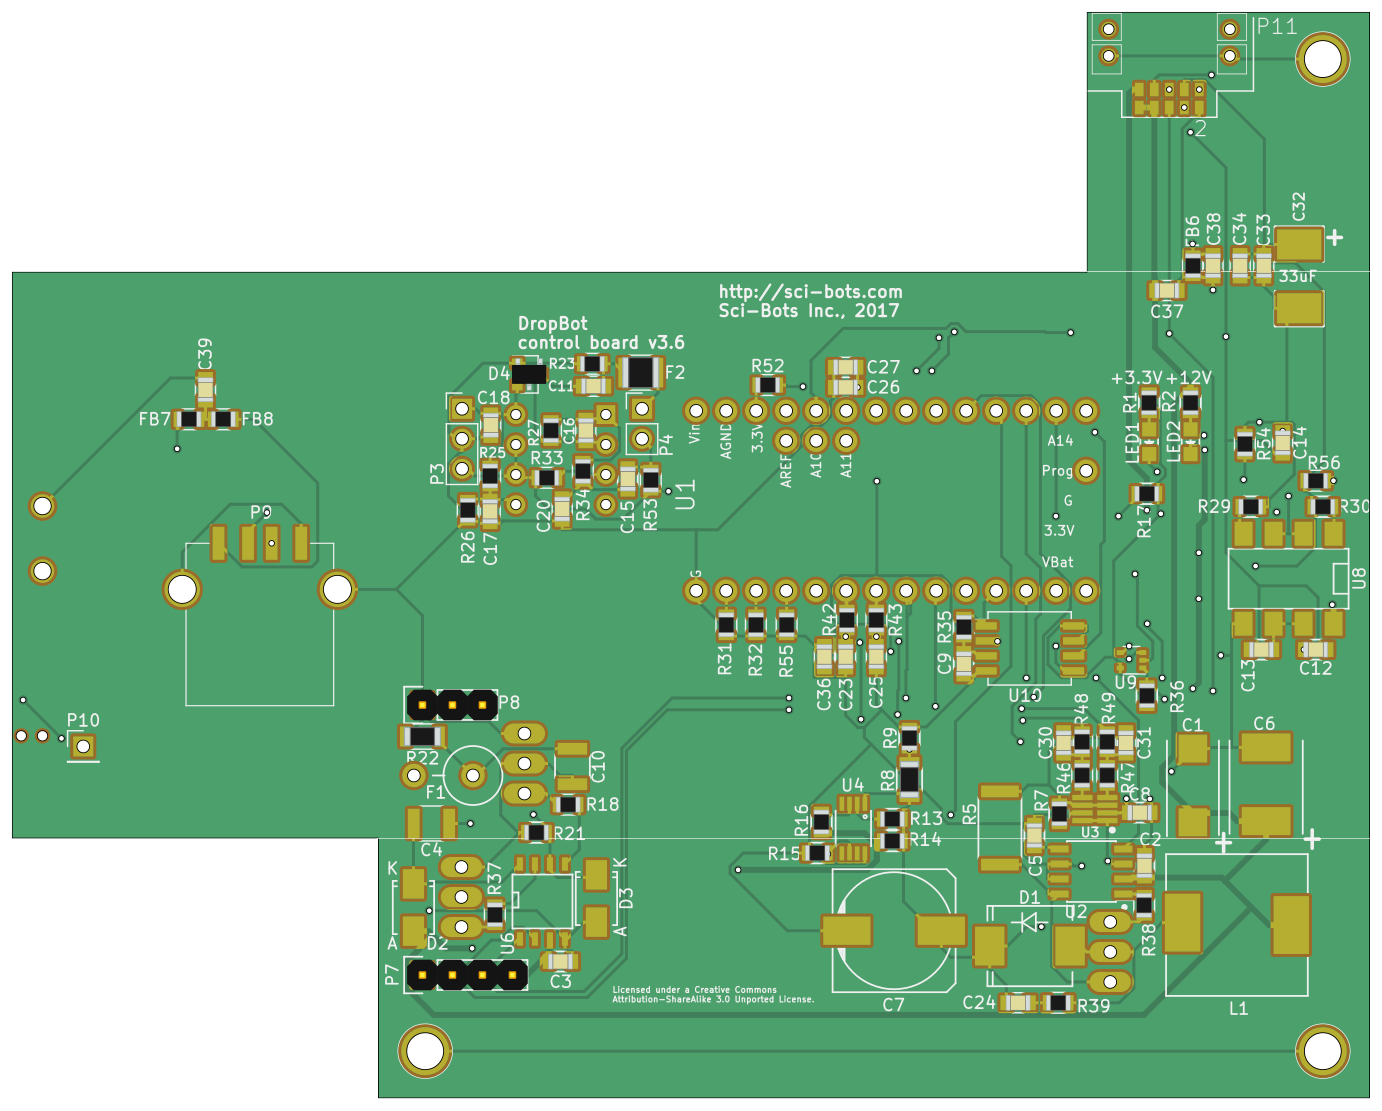 P11
2
C32
FB6
C38
C34
C33
33uF
C37
http://sci-bots.com
Sci-Bots Inc., 2017
DropBot
control board v3.6
C39
FB7
FB8
D4
R23
C11
F2
R52
C27
C26
+3.3V
+12V
R1
R2
LED1
LED2
C18
R27
C16
P4
Vin
AGND
3.3V
AREF
A10
A11
A14
Prog
G
3.3V
VBat
R54
C14
R56
P3
R25
R33
R34
R26
C17
C20
C15
R53
U1
R17
R29
R30
P9
G
U8
R31
R32
R55
R42
R43
R35
C9
C36
C23
C25
U10
U9
R36
C13
C12
P10
P8
R22
F1
C10
R18
R21
C4
R9
R8
U4
R16
R13
R14
R15
R5
R7
C5
C30
R48
R49
C31
R46
R47
C8
U3
C2
C1
C6
+
+
+
K
A
D2
R37
U6
K
D3
A
P7
C3
D1
U2
R38
C7
C24
R39
L1
Licensed under a Creative Commons
Attribution-ShareAlike 3.0 Unported License.